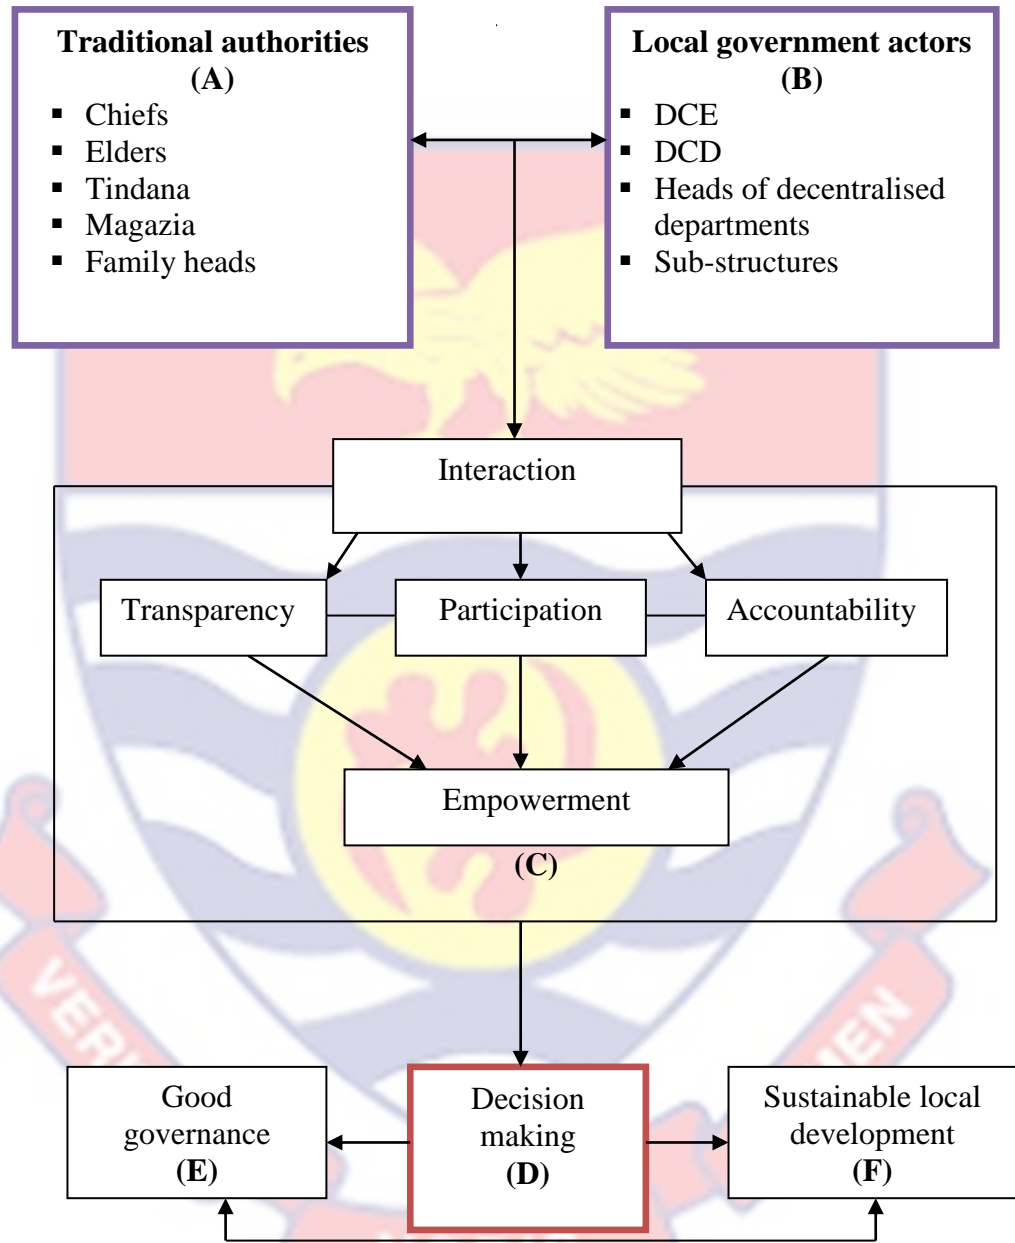 Traditional authorities
(A)
▪ Chiefs
▪ Elders
▪ Tindana
▪ Magazia
▪ Family heads
Local government actors
(B)
▪ DCE
▪ DCD
▪ Heads of decentralised
departments
▪ Sub-structures
Interaction
Transparency
Participation
Accountability
Empowerment
(C)
Good
governance
(E)
Decision
making
(D)
Sustainable local
development
(F)